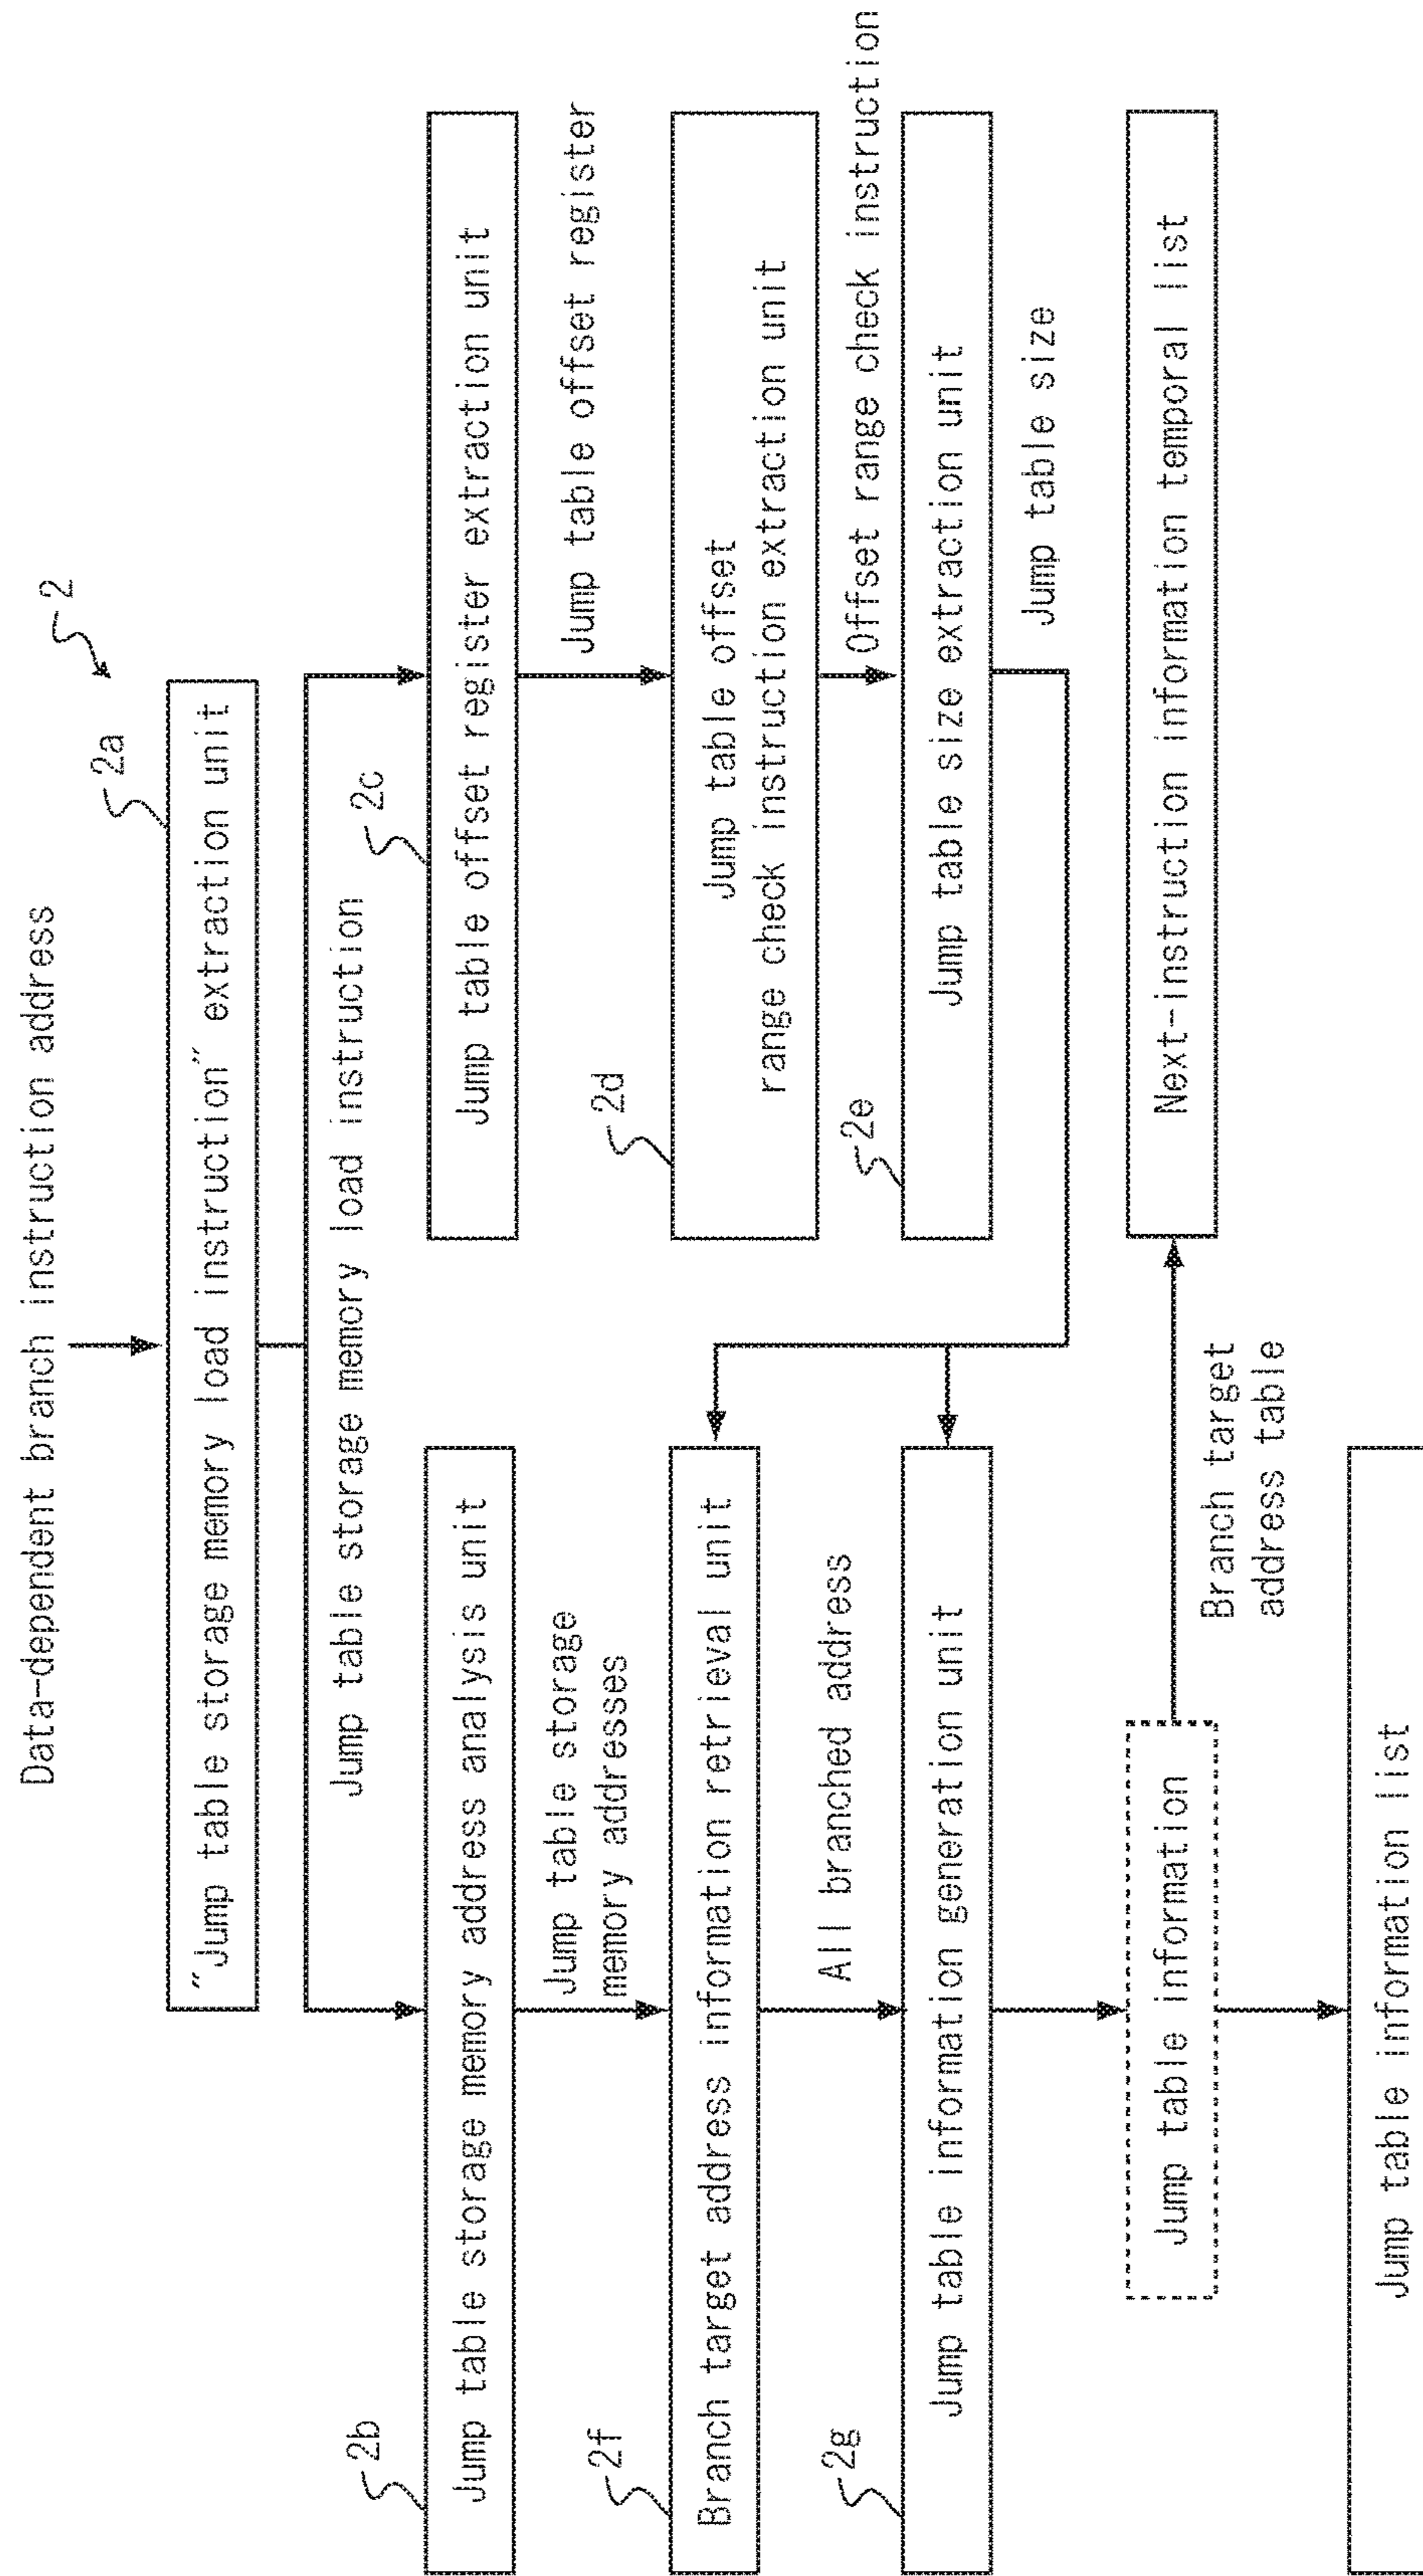 Data-dependent branch instruction address
2
2a
"Jump table storage memory load instruction" extraction unit
Jump table storage memory load instruction
2b
2c
Jump table storage memory address analysis unit
Jump table offset register extraction unit
Jump table storage
memory addresses
Jump table offset register
2f
2d
Branch target address information retrieval unit
Jump table offset
range check instruction extraction unit
All branched address
Offset range check instruction
2g
2e
Jump table information generation unit
Jump table size extraction unit
Jump table size
Jump table information
Next-instruction information temporal list
Branch target
address table
Jump table information list